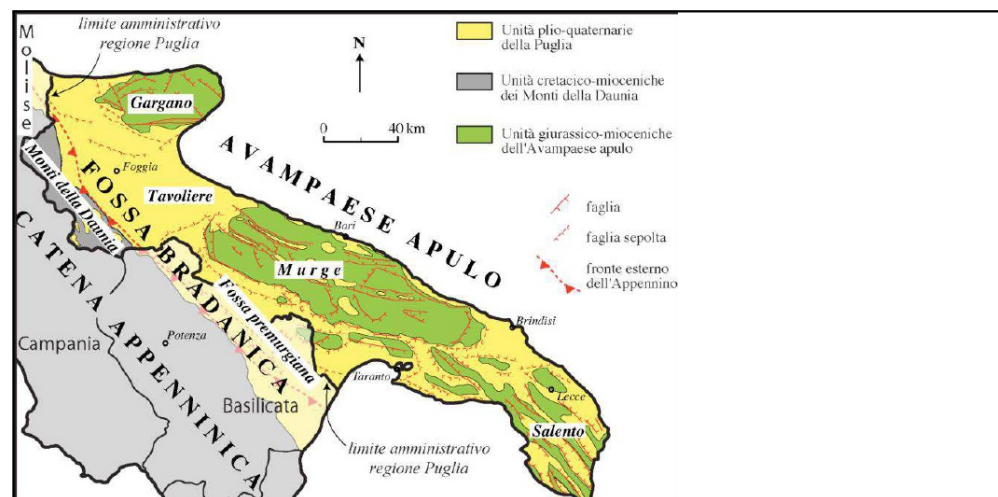 Molise
limite amministrativo
regione Puglia
N
0 40 km
Gargano
Foggia
Monti della Daunia
FOSSA BRADANICA
Tavoliere
AVAMPAESE APULO
Bari
Murge
Fossa premurgiana
CATENA APPENNINICA
Campania
Potenza
Basilicata
Taranto
Brindisi
Lecce
Salento
limite amministrativo
regione Puglia
Unità plio-quaternarie
della Puglia
Unità cretacico-mioceniche
dei Monti della Daunia
Unità giurassico-mioceniche
dell'Avampaese apulo
faglia
faglia sepolta
fronte esterno
dell'Appennino